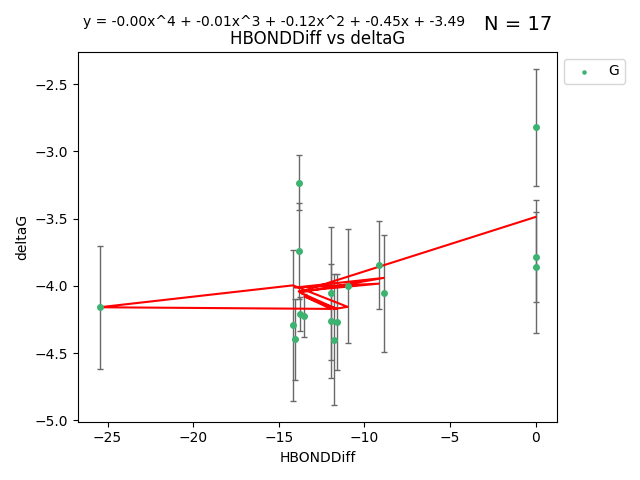 y = -0.00x^4 + -0.01x^3 + -0.12x^2 + -0.45x + -3.49 N = 17
HBONDDiff vs deltaG
G
−2.5
−3.0
−3.5
−4.0
−4.5
−5.0
deltaG
−25 −20 −15 −10 −5 0
HBONDDiff